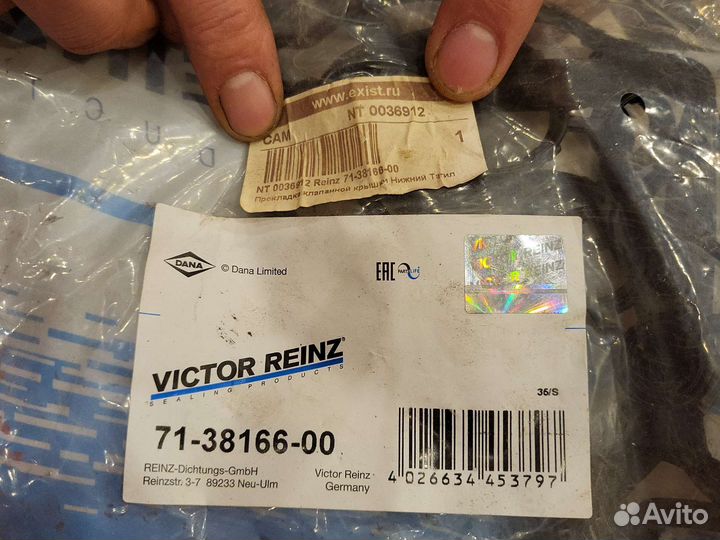 www.exist.ru
NT 0036912
CAM
1
NT 0036912 Reinz 71-38166-00
Прокладка клапанной крышки Нижний Тагил
DANA
© Dana Limited
EAC
REINZ
REINZ
VICTOR REINZ®
SEALING PRODUCTS
35/S
71-38166-00
REINZ-Dichtungs-GmbH
Reinzstr. 3-7 89233 Neu-Ulm
Victor Reinz
Germany
4 026634 453797
Avito